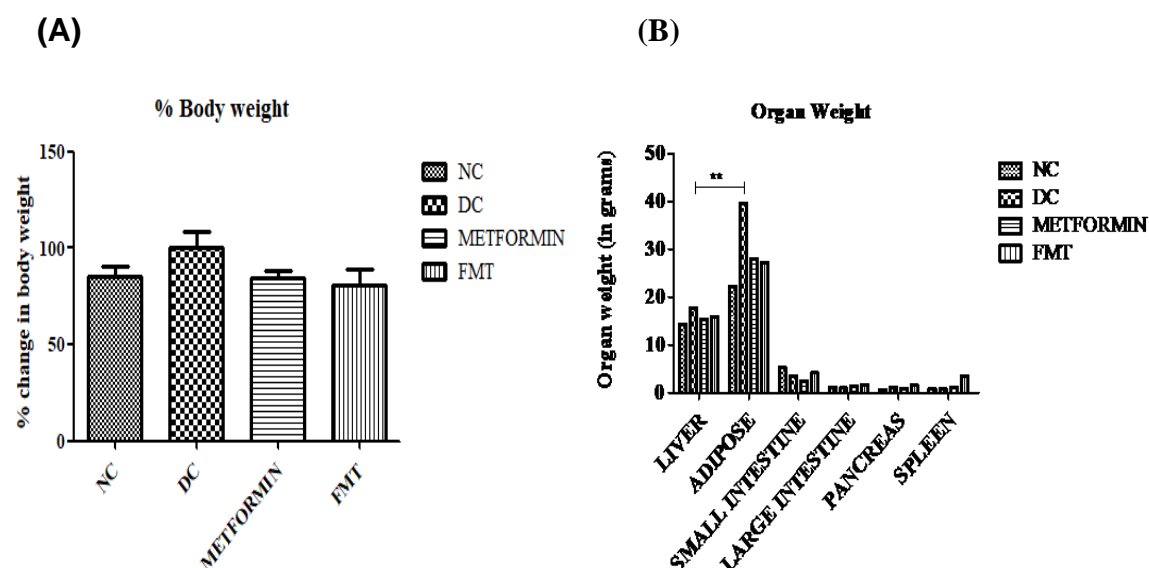 (A)
% Body weight
% change in body weight
150
100
50
0
NC
DC
METFORMIN
FMT
NC
DC
METFORMIN
FMT
(B)
Organ Weight
Organ weight (in grams)
50
40
30
20
10
0
**
LIVER
ADIPOSE
SMALL INTESTINE
LARGE INTESTINE
PANCREAS
SPLEEN
NC
DC
METFORMIN
FMT